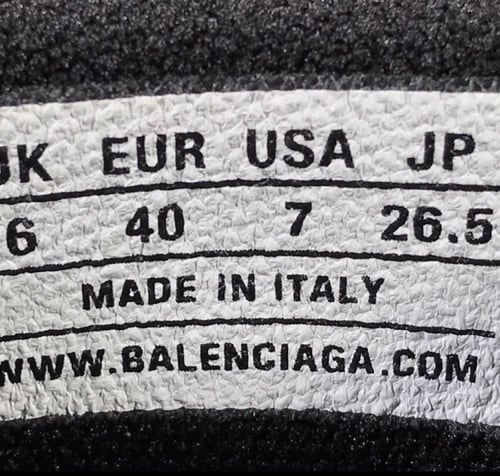 UK EUR USA JP
6 40 7 26.5
MADE IN ITALY
WWW.BALENCIAGA.COM